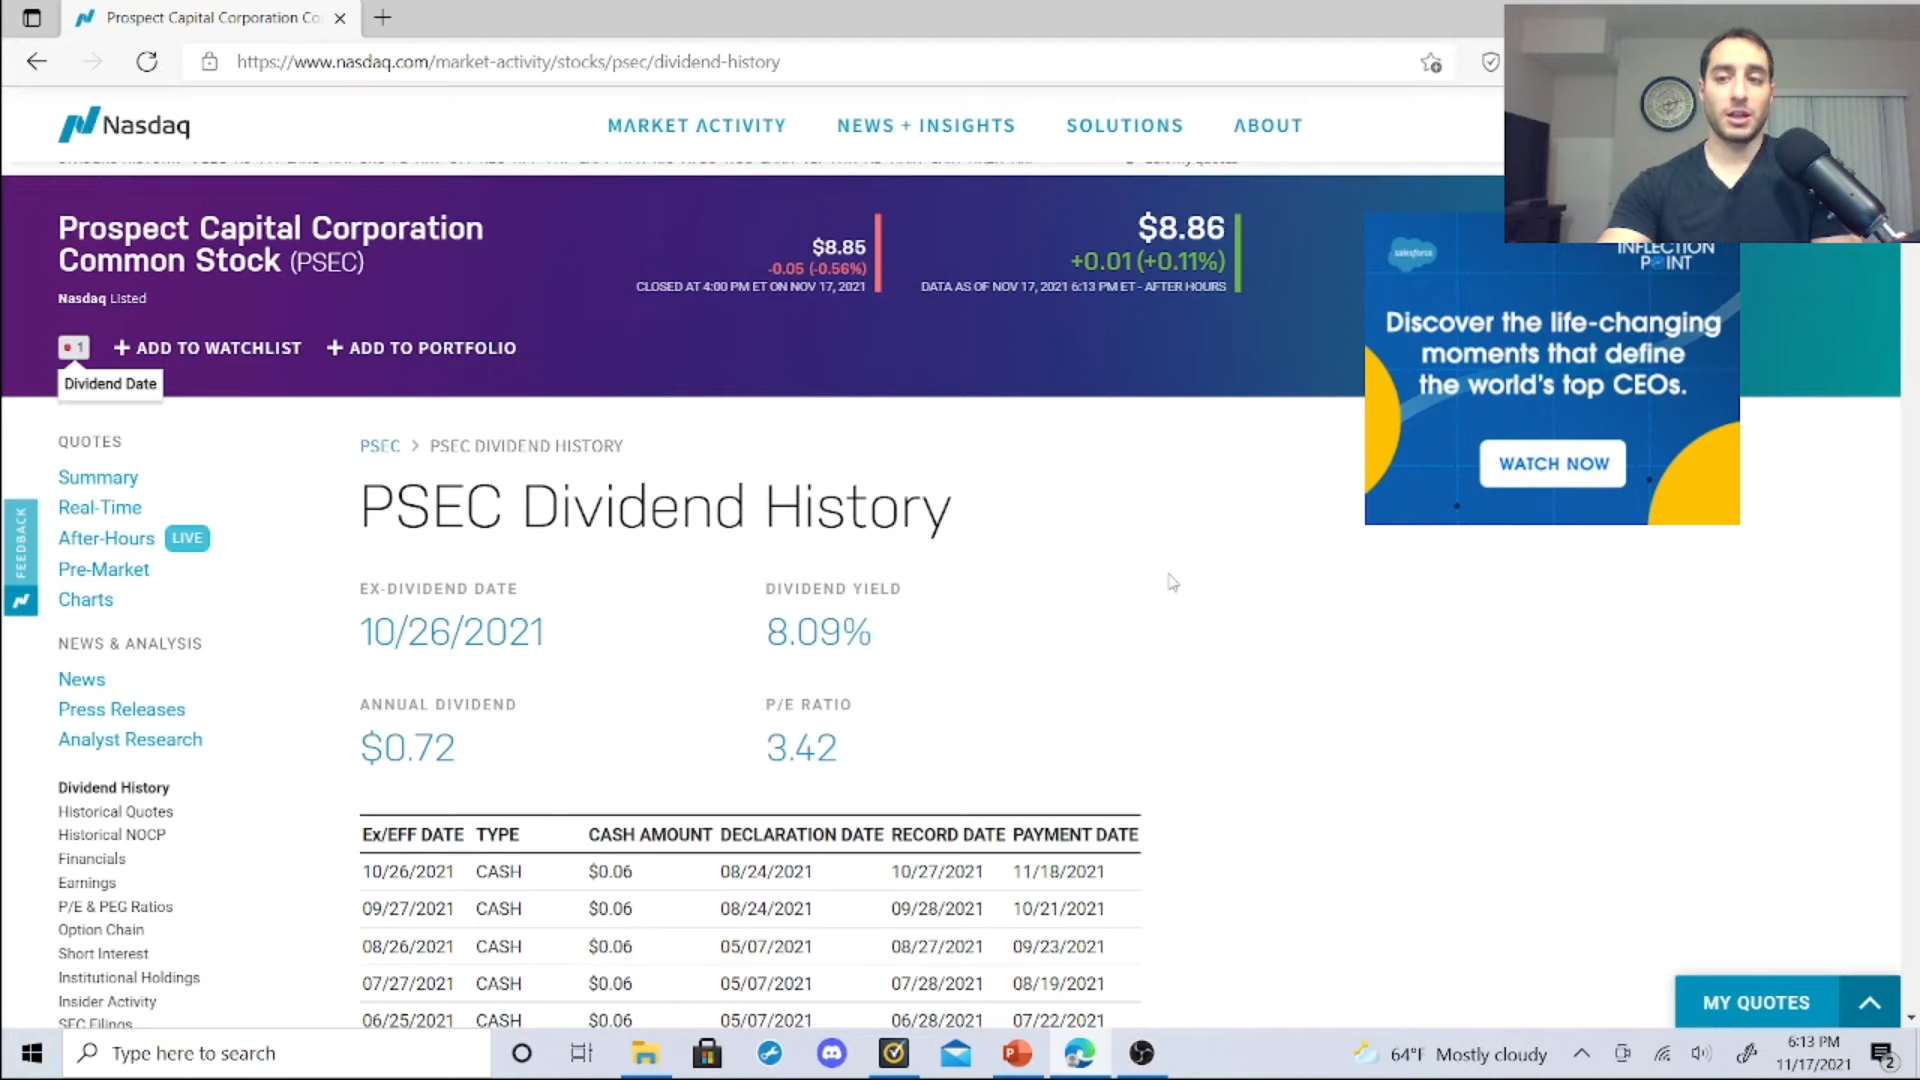 Prospect Capital Corporation Co
https://www.nasdaq.com/market-activity/stocks/psec/dividend-history
Nasdaq
MARKET ACTIVITY
NEWS + INSIGHTS
SOLUTIONS
ABOUT
Prospect Capital Corporation
Common Stock (PSEC)
Nasdaq Listed
$8.85
-0.05 (-0.56%)
CLOSED AT 4:00 PM ET ON NOV 17, 2021
$8.86
+0.01 (+0.11%)
DATA AS OF NOV 17, 2021 6:13 PM ET - AFTER HOURS
1
+ ADD TO WATCHLIST
+ ADD TO PORTFOLIO
Dividend Date
salesforce
INFLECTION
POINT
Discover the life-changing
moments that define
the world's top CEOs.
WATCH NOW
FEEDBACK
QUOTES
Summary
Real-Time
After-Hours LIVE
Pre-Market
Charts
NEWS & ANALYSIS
News
Press Releases
Analyst Research
Dividend History
Historical Quotes
Historical NOCP
Financials
Earnings
P/E & PEG Ratios
Option Chain
Short Interest
Institutional Holdings
Insider Activity
SEC Filings
PSEC > PSEC DIVIDEND HISTORY
PSEC Dividend History
EX-DIVIDEND DATE
10/26/2021
DIVIDEND YIELD
8.09%
ANNUAL DIVIDEND
$0.72
P/E RATIO
3.42
Ex/EFF DATE TYPE CASH AMOUNT DECLARATION DATE RECORD DATE PAYMENT DATE
10/26/2021 CASH $0.06 08/24/2021 10/27/2021 11/18/2021
09/27/2021 CASH $0.06 08/24/2021 09/28/2021 10/21/2021
08/26/2021 CASH $0.06 05/07/2021 08/27/2021 09/23/2021
07/27/2021 CASH $0.06 05/07/2021 07/28/2021 08/19/2021
06/25/2021 CASH $0.06 05/07/2021 06/28/2021 07/22/2021
MY QUOTES
Type here to search
64°F Mostly cloudy
6:13 PM
11/17/2021
2